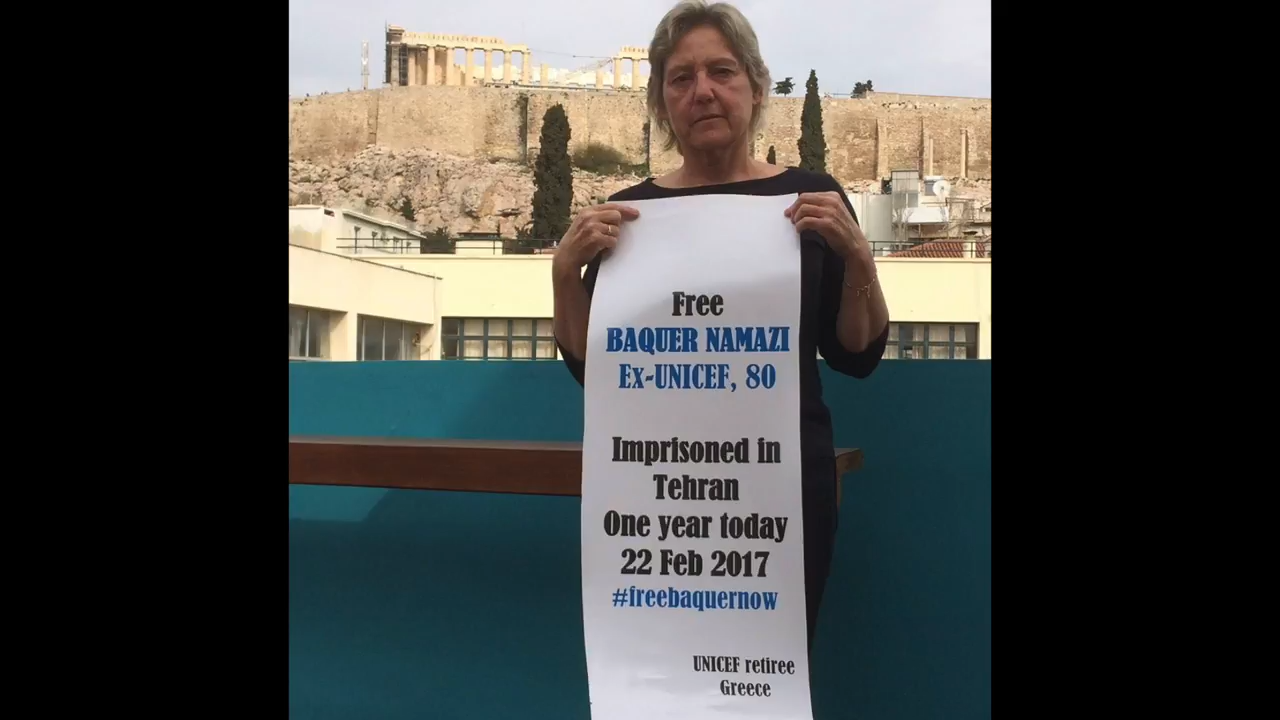 Free
BAQUER NAMAZI
Ex-UNICEF, 80
Imprisoned in
Tehran
One year today
22 Feb 2017
#freebaquernow
UNICEF retiree
Greece